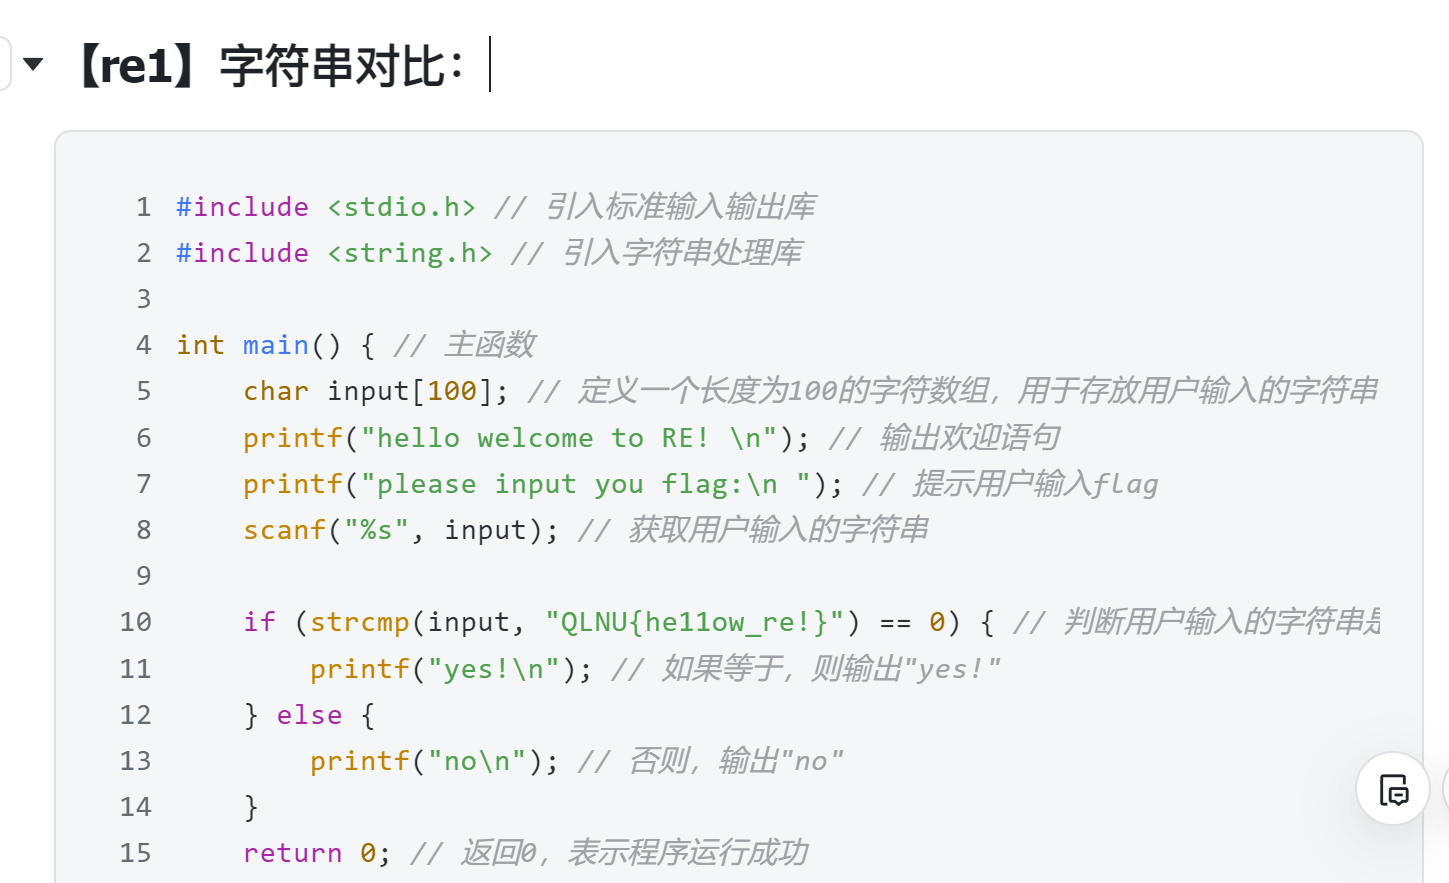 【re1】字符串对比：
1 #include <stdio.h> // 引入标准输入输出库
2 #include <string.h> // 引入字符串处理库
3
4 int main() { // 主函数
5     char input[100]; // 定义一个长度为100的字符数组，用于存放用户输入的字符串
6     printf("hello welcome to RE! \n"); // 输出欢迎语句
7     printf("please input you flag:\n "); // 提示用户输入flag
8     scanf("%s", input); // 获取用户输入的字符串
9
10     if (strcmp(input, "QLNU{he11ow_re!}") == 0) { // 判断用户输入的字符串是
11         printf("yes!\n"); // 如果等于，则输出"yes!"
12     } else {
13         printf("no\n"); // 否则，输出"no"
14     }
15     return 0; // 返回0，表示程序运行成功